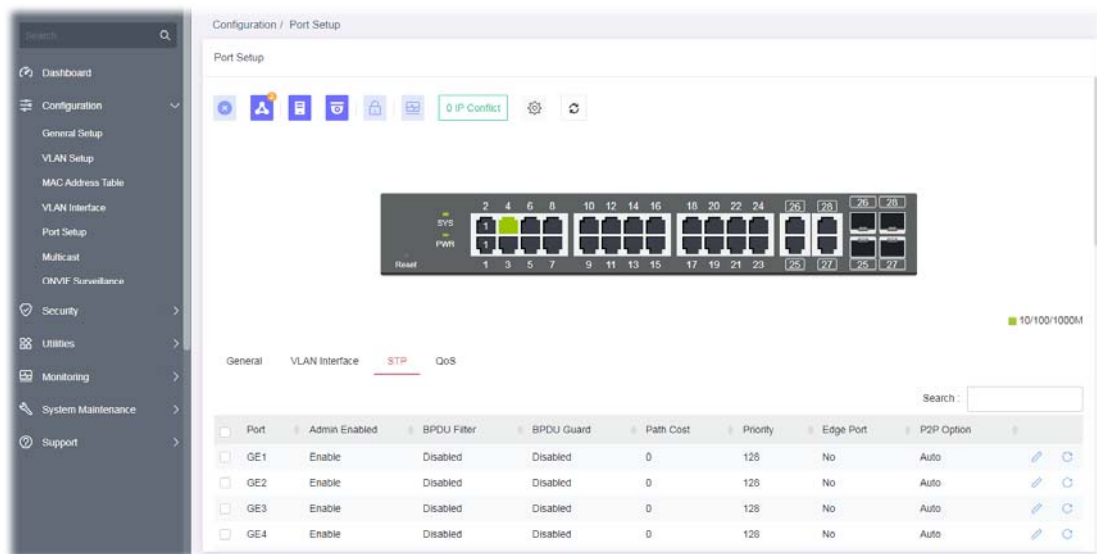 Configuration / Port Setup
Search
Port Setup
Dashboard
Configuration
General Setup
VLAN Setup
MAC Address Table
VLAN Interface
Port Setup
Multicast
ONVIF Surveillance
Security
Utilities
Monitoring
System Maintenance
Support
0 IP Conflict
2 4 6 8 10 12 14 16 18 20 22 24 26 28 26 28
SYS 1
PWR 1
Reset 1 3 5 7 9 11 13 15 17 19 21 23 25 27 25 27
10/100/1000M
General VLAN Interface STP QoS
Search :
Port Admin Enabled BPDU Filter BPDU Guard Path Cost Priority Edge Port P2P Option
GE1 Enable Disabled Disabled 0 128 No Auto
GE2 Enable Disabled Disabled 0 128 No Auto
GE3 Enable Disabled Disabled 0 128 No Auto
GE4 Enable Disabled Disabled 0 128 No Auto